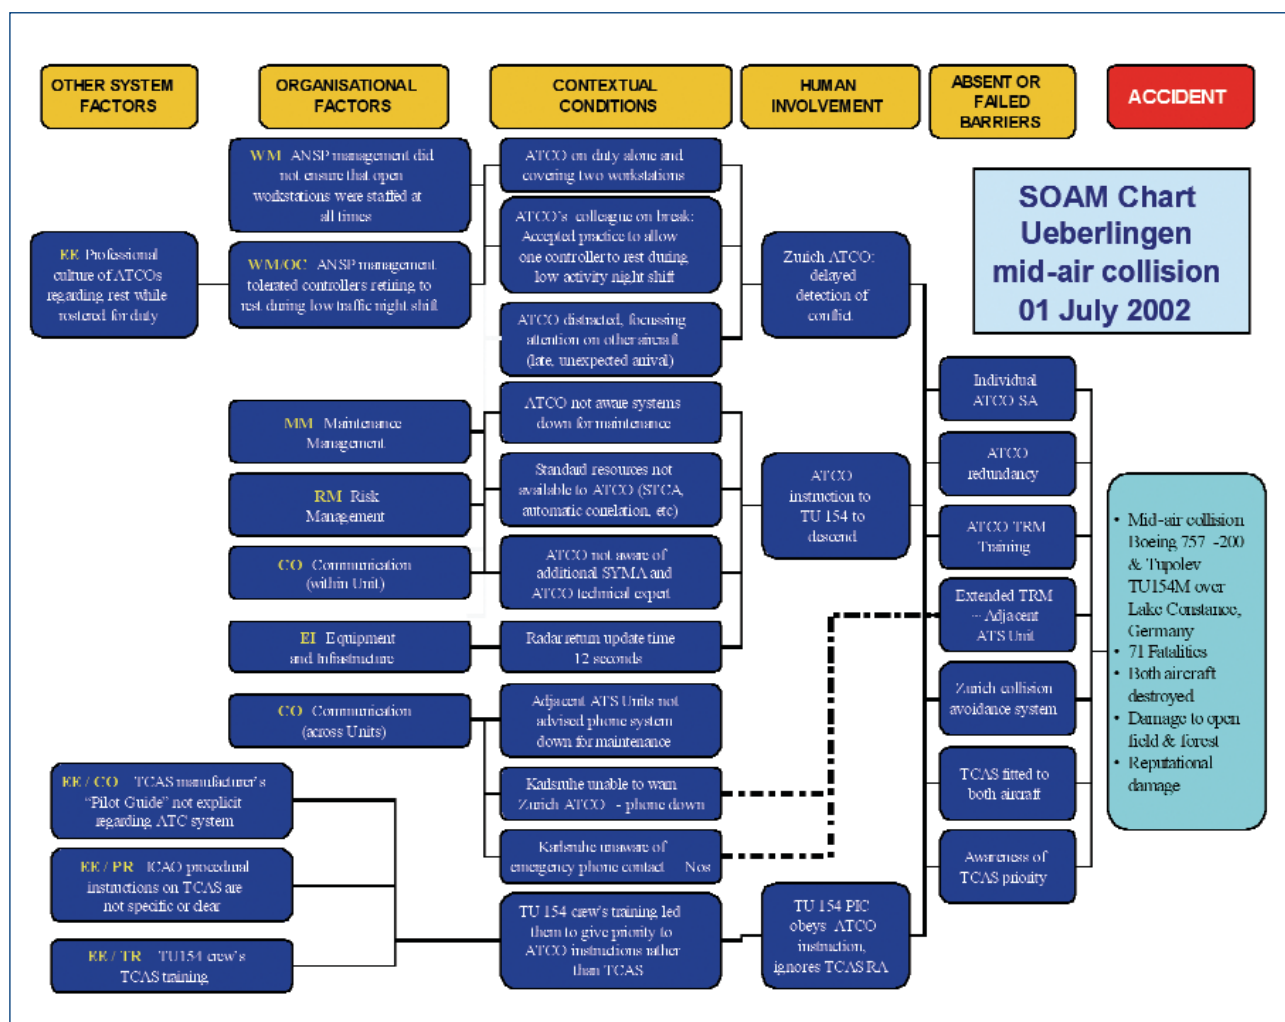 OTHER SYSTEM
FACTORS
ORGANISATIONAL
FACTORS
CONTEXTUAL
CONDITIONS
HUMAN
INVOLVEMENT
ABSENT OR
FAILED
BARRIERS
ACCIDENT
SOAM Chart
Ueberlingen
mid-air collision
01 July 2002
EE Professional
culture of ATCOs
regarding rest while
rostered for duty
WM ANSP management did
not ensure that open
workstations were staffed at
all times
WM/OC ANSP management
tolerated controllers retiring to
rest during low traffic night shift
MM Maintenance
Management
RM Risk
Management
CO Communication
(within Unit)
EI Equipment
and Infrastructure
CO Communication
(across Units)
EE / CO TCAS manufacturer's
"Pilot Guide" not explicit
regarding ATC system
EE / PR ICAO procedural
instructions on TCAS are
not specific or clear
EE / TR TU154 crew's
TCAS training
ATCO on duty alone and
covering two workstations
ATCO's colleague on break:
Accepted practice to allow
one controller to rest during
low activity night shift
ATCO distracted, focussing
attention on other aircraft
(late, unexpected arrival)
ATCO not aware systems
down for maintenance
Standard resources not
available to ATCO (STCA,
automatic correlation, etc)
ATCO not aware of
additional SYMA and
ATCO technical expert
Radar return update time
12 seconds
Adjacent ATS Units not
advised phone system
down for maintenance
Karlsruhe unable to warn
Zurich ATCO - phone down
Karlsruhe unaware of
emergency phone contact Nos
TU 154 crew's training led
them to give priority to
ATCO instructions rather
than TCAS
Zurich ATCO:
delayed
detection of
conflict
ATCO
instruction to
TU 154 to
descend
TU 154 PIC
obeys ATCO
instruction,
ignores TCAS RA
Individual
ATCO SA
ATCO
redundancy
ATCO TRM
Training
Extended TRM
- Adjacent
ATS Unit
Zurich collision
avoidance system
TCAS fitted to
both aircraft
Awareness of
TCAS priority
• Mid-air collision
Boeing 757 -200
& Tupolev
TU154M over
Lake Constance,
Germany
• 71 Fatalities
• Both aircraft
destroyed
• Damage to open
field & forest
• Reputational
damage